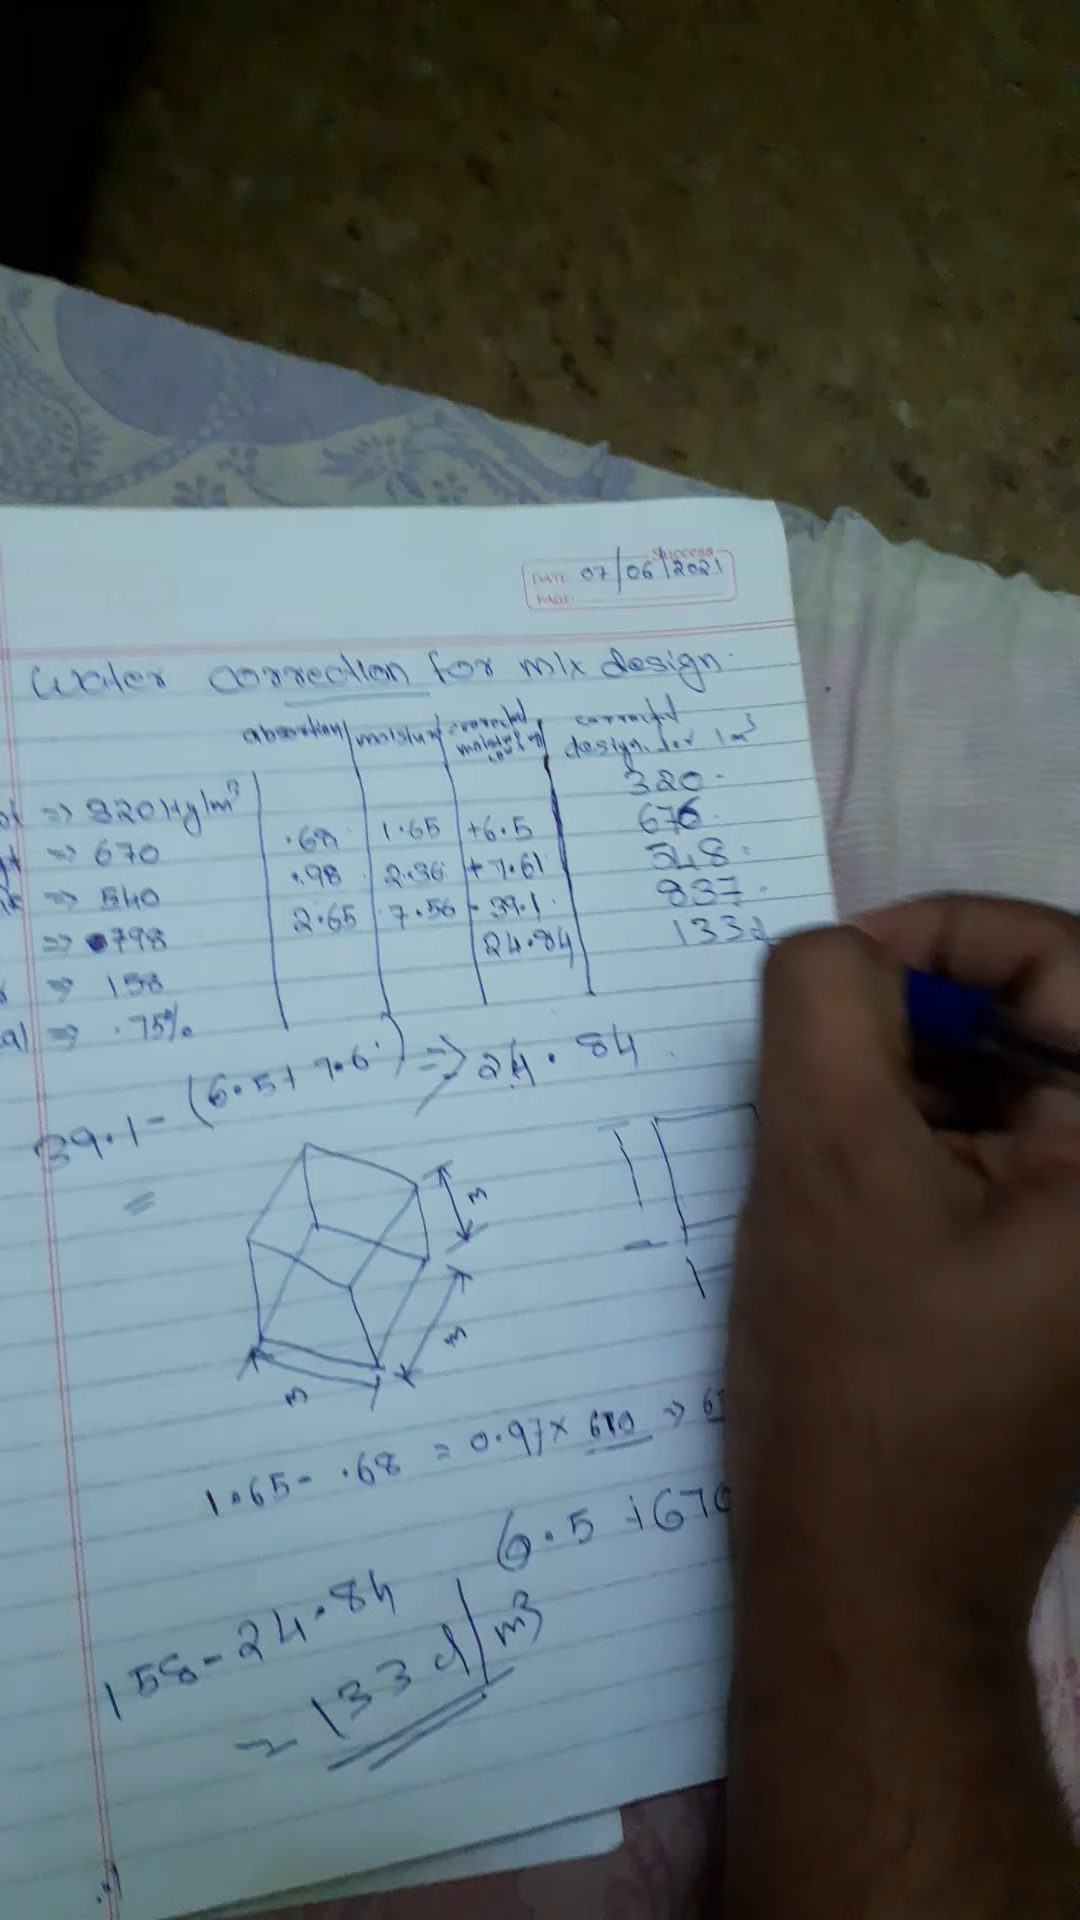 Success
DATE: 07/06/2021
PAGE:
Water correction for mix design.
absortion moisture corrected design for 1m³
⇒ 320 Kg/m³ 320.
⇒ 670 .68 1.65 +6.5 676.
⇒ 540 .98 2.36 +7.61 548.
⇒ 798 2.65 7.56 - 39.1 837.
⇒ 158 24.84 133
⇒ .75%
39.1 - (6.5 + 7.6 ) ⇒ 24.84
=
m
m
m
1.65 - .68 = 0.97 × 670 ⇒
6.5 + 670
158 - 24.84
= 133 l/m³